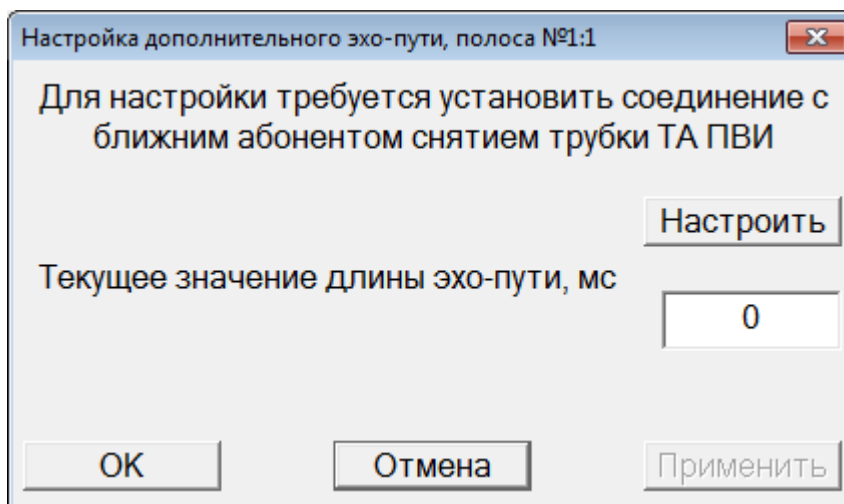 Настройка дополнительного эхо-пути, полоса №1:1
Для настройки требуется установить соединение с
ближним абонентом снятием трубки ТА ПВИ
Настроить
Текущее значение длины эхо-пути, мс
0
OK
Отмена
Применить